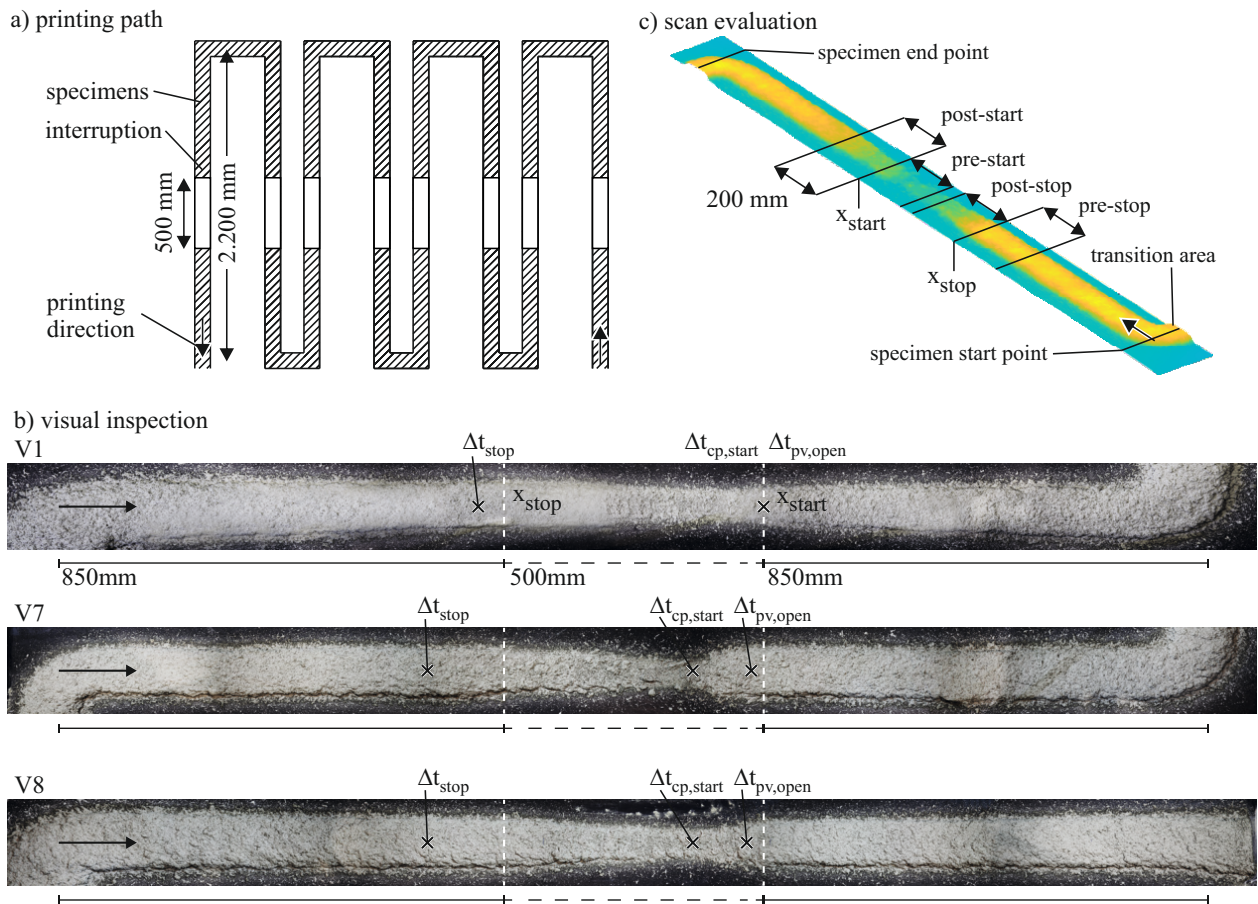 a) printing path
specimens
interruption
500 mm
2.200 mm
printing
direction
c) scan evaluation
specimen end point
post-start
pre-start
post-stop
pre-stop
200 mm
x_start
x_stop
transition area
specimen start point
b) visual inspection
V1
Δt_stop
Δt_cp,start
Δt_pv,open
x_stop
x_start
850mm
500mm
850mm
V7
Δt_stop
Δt_cp,start
Δt_pv,open
V8
Δt_stop
Δt_cp,start
Δt_pv,open